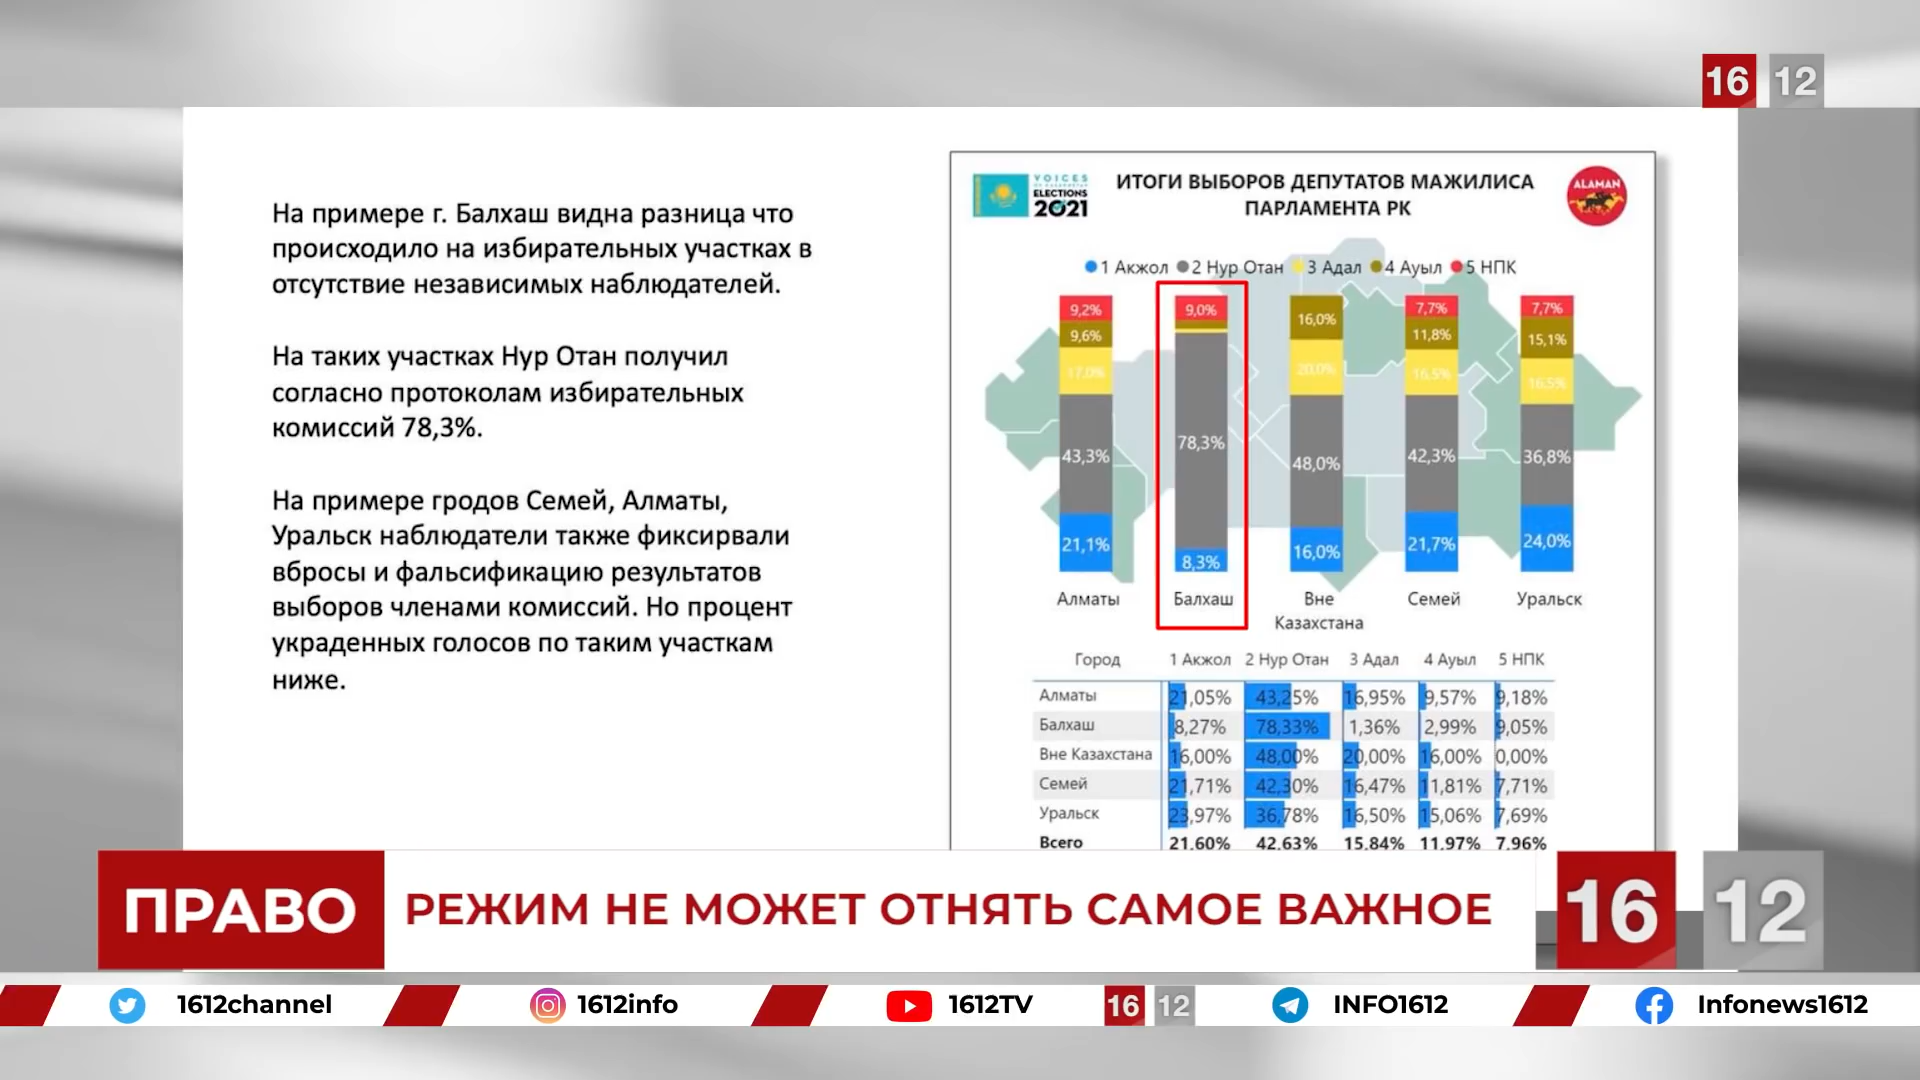 16 12
На примере г. Балхаш видна разница что
происходило на избирательных участках в
отсутствие независимых наблюдателей.
На таких участках Нур Отан получил
согласно протоколам избирательных
комиссий 78,3%.
На примере гродов Семей, Алматы,
Уральск наблюдатели также фиксирвали
вбросы и фальсификацию результатов
выборов членами комиссий. Но процент
украденных голосов по таким участкам
ниже.
VOICES
ELECTIONS
2021
ИТОГИ ВЫБОРОВ ДЕПУТАТОВ МАЖИЛИСА
ПАРЛАМЕНТА РК
ALAMAN
1 Акжол 2 Нур Отан 3 Адал 4 Ауыл 5 НПК
9,2% 9,0% 16,0% 7,7% 7,7%
9,6% 11,8% 15,1%
17,0% 20,0% 16,5% 16,5%
43,3% 78,3% 48,0% 42,3% 36,8%
21,1% 8,3% 16,0% 21,7% 24,0%
Алматы Балхаш Вне Казахстана Семей Уральск
Город 1 Акжол 2 Нур Отан 3 Адал 4 Ауыл 5 НПК
Алматы 21,05% 43,25% 16,95% 9,57% 9,18%
Балхаш 8,27% 78,33% 1,36% 2,99% 9,05%
Вне Казахстана 16,00% 48,00% 20,00% 16,00% 0,00%
Семей 21,71% 42,30% 16,47% 11,81% 7,71%
Уральск 23,97% 36,78% 16,50% 15,06% 7,69%
Всего 21,60% 42,63% 15,84% 11,97% 7,96%
ПРАВО РЕЖИМ НЕ МОЖЕТ ОТНЯТЬ САМОЕ ВАЖНОЕ 16 12
1612channel 1612info 1612TV 16 12 INFO1612 Infonews1612